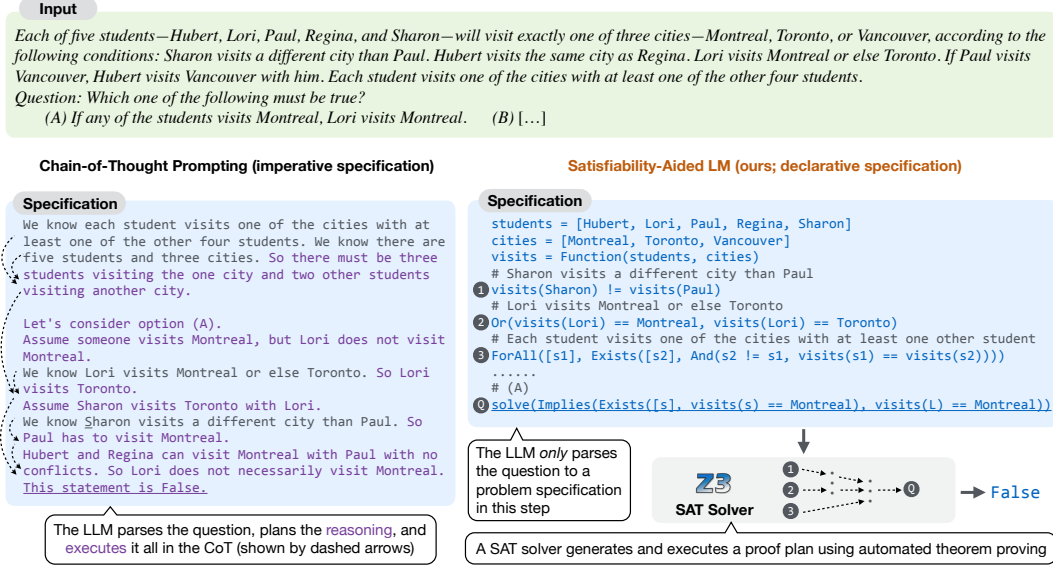 Input
Each of five students—Hubert, Lori, Paul, Regina, and Sharon—will visit exactly one of three cities—Montreal, Toronto, or Vancouver, according to the
following conditions: Sharon visits a different city than Paul. Hubert visits the same city as Regina. Lori visits Montreal or else Toronto. If Paul visits
Vancouver, Hubert visits Vancouver with him. Each student visits one of the cities with at least one of the other four students.
Question: Which one of the following must be true?
(A) If any of the students visits Montreal, Lori visits Montreal. (B) […]
Chain-of-Thought Prompting (imperative specification)
Specification
We know each student visits one of the cities with at
least one of the other four students. We know there are
five students and three cities. So there must be three
students visiting the one city and two other students
visiting another city.
Let's consider option (A).
Assume someone visits Montreal, but Lori does not visit
Montreal.
We know Lori visits Montreal or else Toronto. So Lori
visits Toronto.
Assume Sharon visits Toronto with Lori.
We know Sharon visits a different city than Paul. So
Paul has to visit Montreal.
Hubert and Regina can visit Montreal with Paul with no
conflicts. So Lori does not necessarily visit Montreal.
This statement is False.
The LLM parses the question, plans the reasoning, and
executes it all in the CoT (shown by dashed arrows)
Satisfiability-Aided LM (ours; declarative specification)
Specification
students = [Hubert, Lori, Paul, Regina, Sharon]
cities = [Montreal, Toronto, Vancouver]
visits = Function(students, cities)
# Sharon visits a different city than Paul
1 visits(Sharon) != visits(Paul)
# Lori visits Montreal or else Toronto
2 Or(visits(Lori) == Montreal, visits(Lori) == Toronto)
# Each student visits one of the cities with at least one other student
3 ForAll([s1], Exists([s2], And(s2 != s1, visits(s1) == visits(s2))))
......
# (A)
Q solve(Implies(Exists([s], visits(s) == Montreal), visits(L) == Montreal))
The LLM only parses
the question to a
problem specification
in this step
Z3
SAT Solver
1
2
3
Q
False
A SAT solver generates and executes a proof plan using automated theorem proving